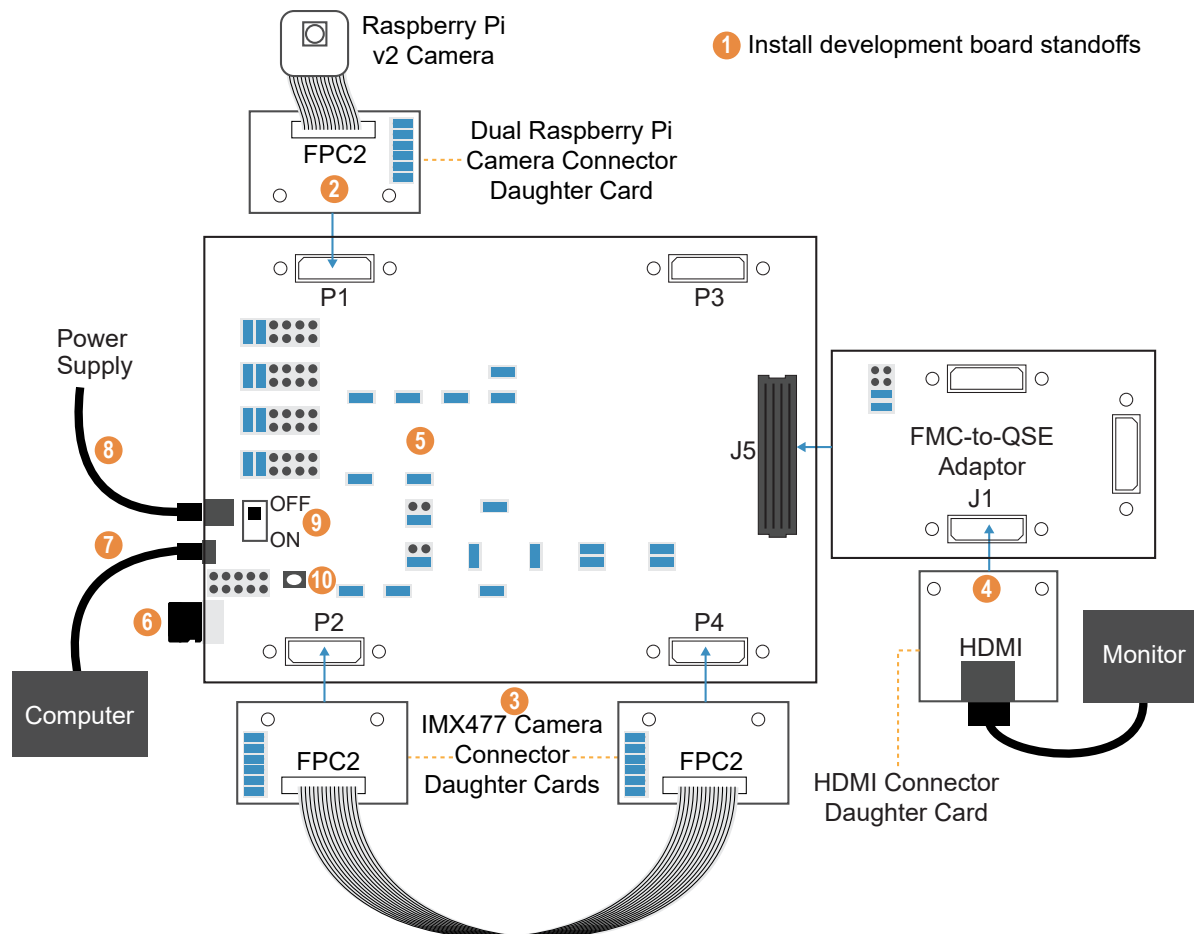 Raspberry Pi
v2 Camera
1 Install development board standoffs
FPC2
2
Dual Raspberry Pi
Camera Connector
Daughter Card
P1
P3
Power
Supply
8
5
J5
FMC-to-QSE
Adaptor
J1
OFF
ON
9
7
10
6
4
P2
P4
HDMI
Monitor
Computer
3
IMX477 Camera
Connector
Daughter Cards
FPC2
FPC2
HDMI Connector
Daughter Card